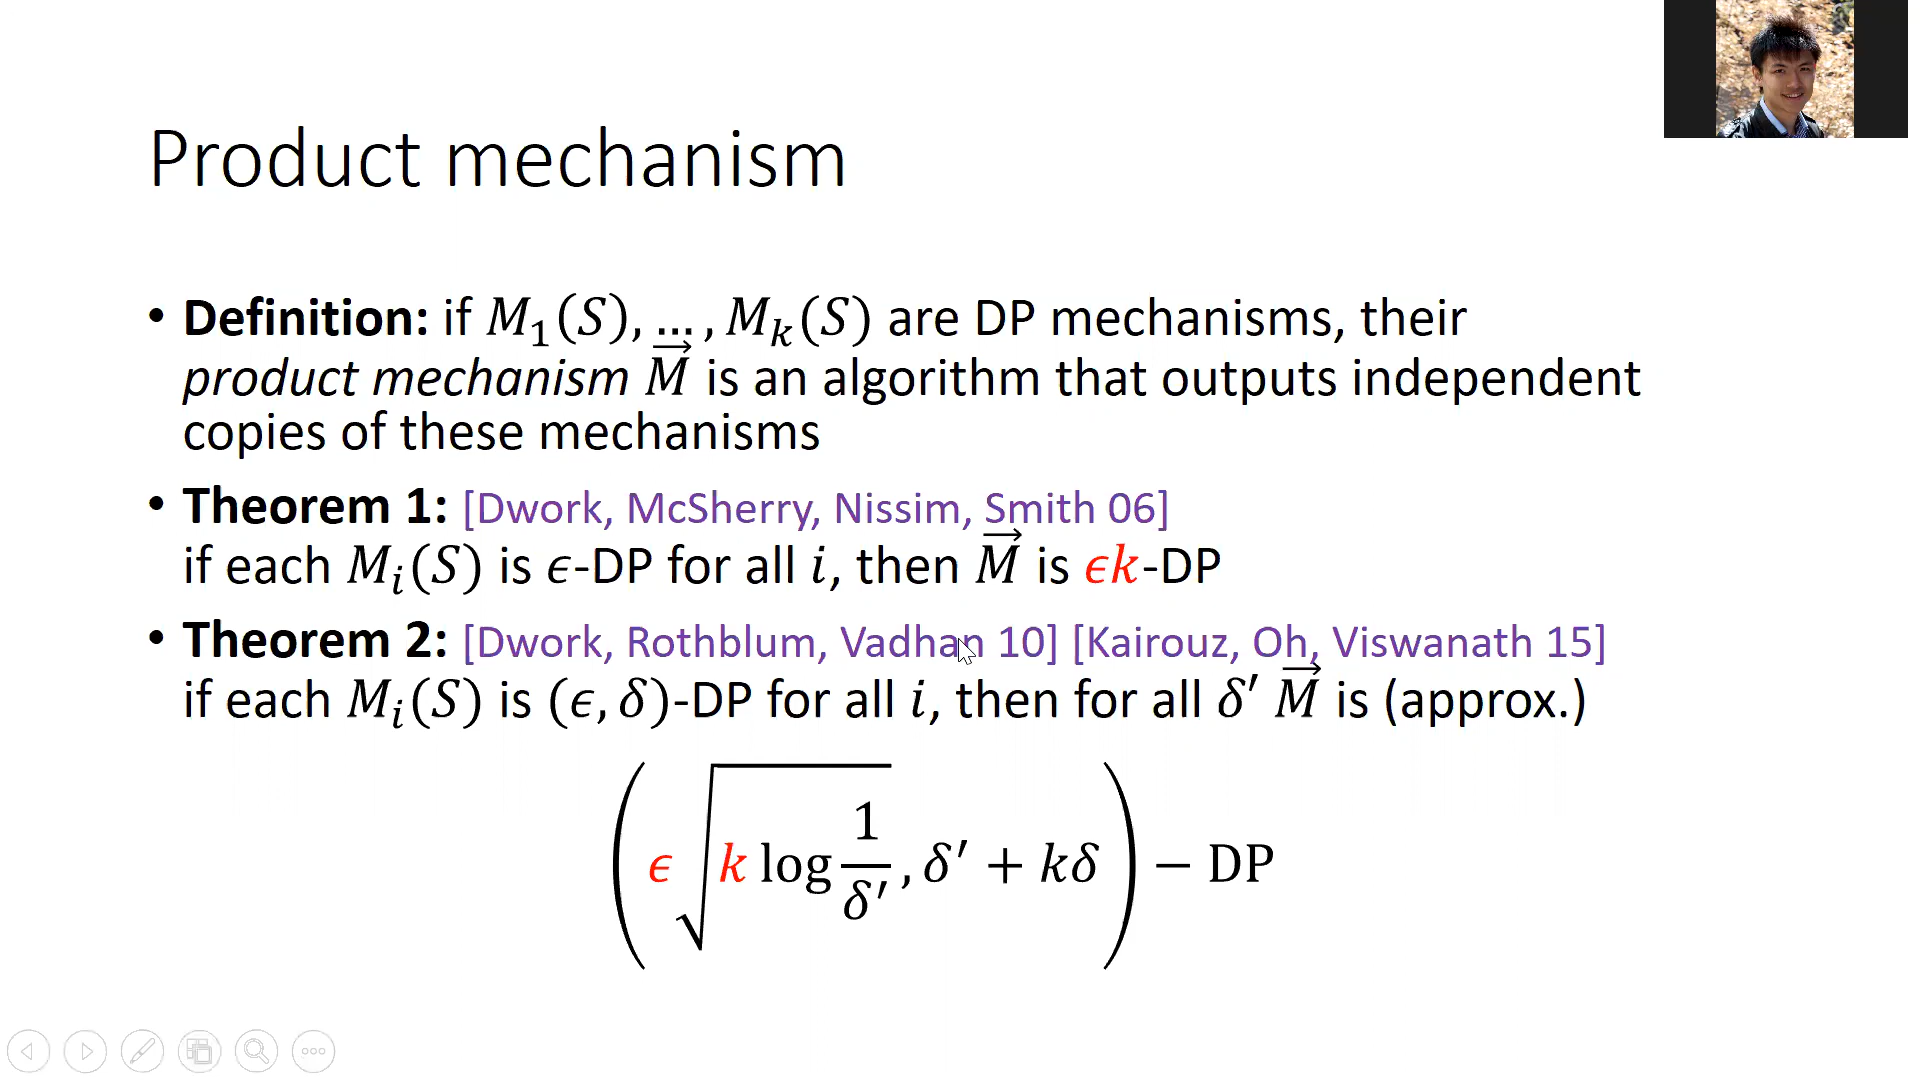 Product mechanism
• Definition: if M₁(S), … , Mₖ(S) are DP mechanisms, their
product mechanism M⃗ is an algorithm that outputs independent
copies of these mechanisms
• Theorem 1: [Dwork, McSherry, Nissim, Smith 06]
if each Mᵢ(S) is ϵ-DP for all i, then M⃗ is ϵk-DP
• Theorem 2: [Dwork, Rothblum, Vadhan 10] [Kairouz, Oh, Viswanath 15]
if each Mᵢ(S) is (ϵ, δ)-DP for all i, then for all δ′ M⃗ is (approx.)
(ϵ√(k log 1/δ′), δ′ + kδ) − DP